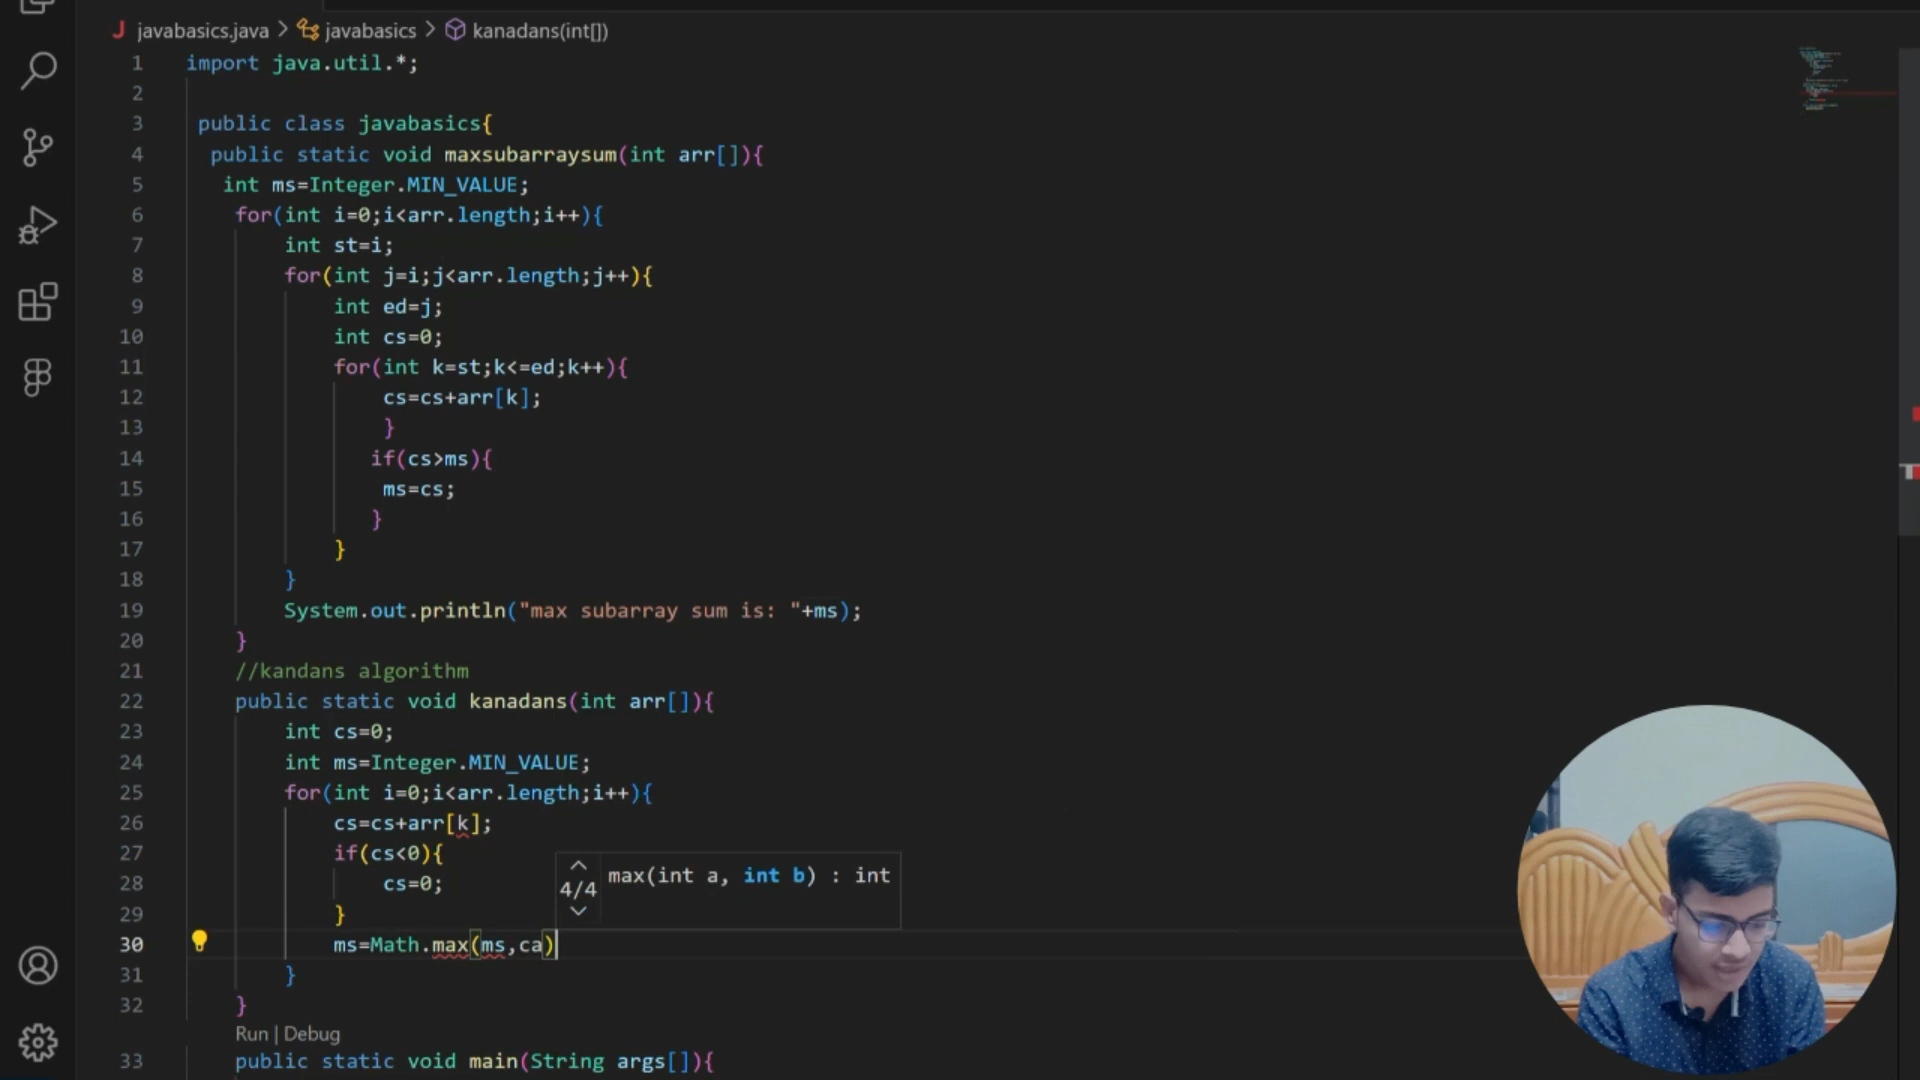 J javabasics.java > javabasics > kanadans(int[])
1 import java.util.*;
2
3 public class javabasics{
4 public static void maxsubarraysum(int arr[]){
5 int ms=Integer.MIN_VALUE;
6 for(int i=0;i<arr.length;i++){
7 int st=i;
8 for(int j=i;j<arr.length;j++){
9 int ed=j;
10 int cs=0;
11 for(int k=st;k<=ed;k++){
12 cs=cs+arr[k];
13 }
14 if(cs>ms){
15 ms=cs;
16 }
17 }
18 }
19 System.out.println("max subarray sum is: "+ms);
20 }
21 //kandans algorithm
22 public static void kanadans(int arr[]){
23 int cs=0;
24 int ms=Integer.MIN_VALUE;
25 for(int i=0;i<arr.length;i++){
26 cs=cs+arr[k];
27 if(cs<0){
28 cs=0;
4/4 max(int a, int b) : int
29 }
30 ms=Math.max(ms,ca)
31 }
32 }
Run | Debug
33 public static void main(String args[]){